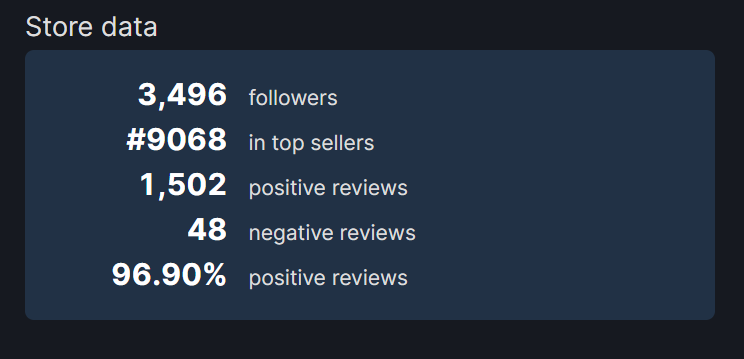 Store data
3,496 followers
#9068 in top sellers
1,502 positive reviews
48 negative reviews
96.90% positive reviews